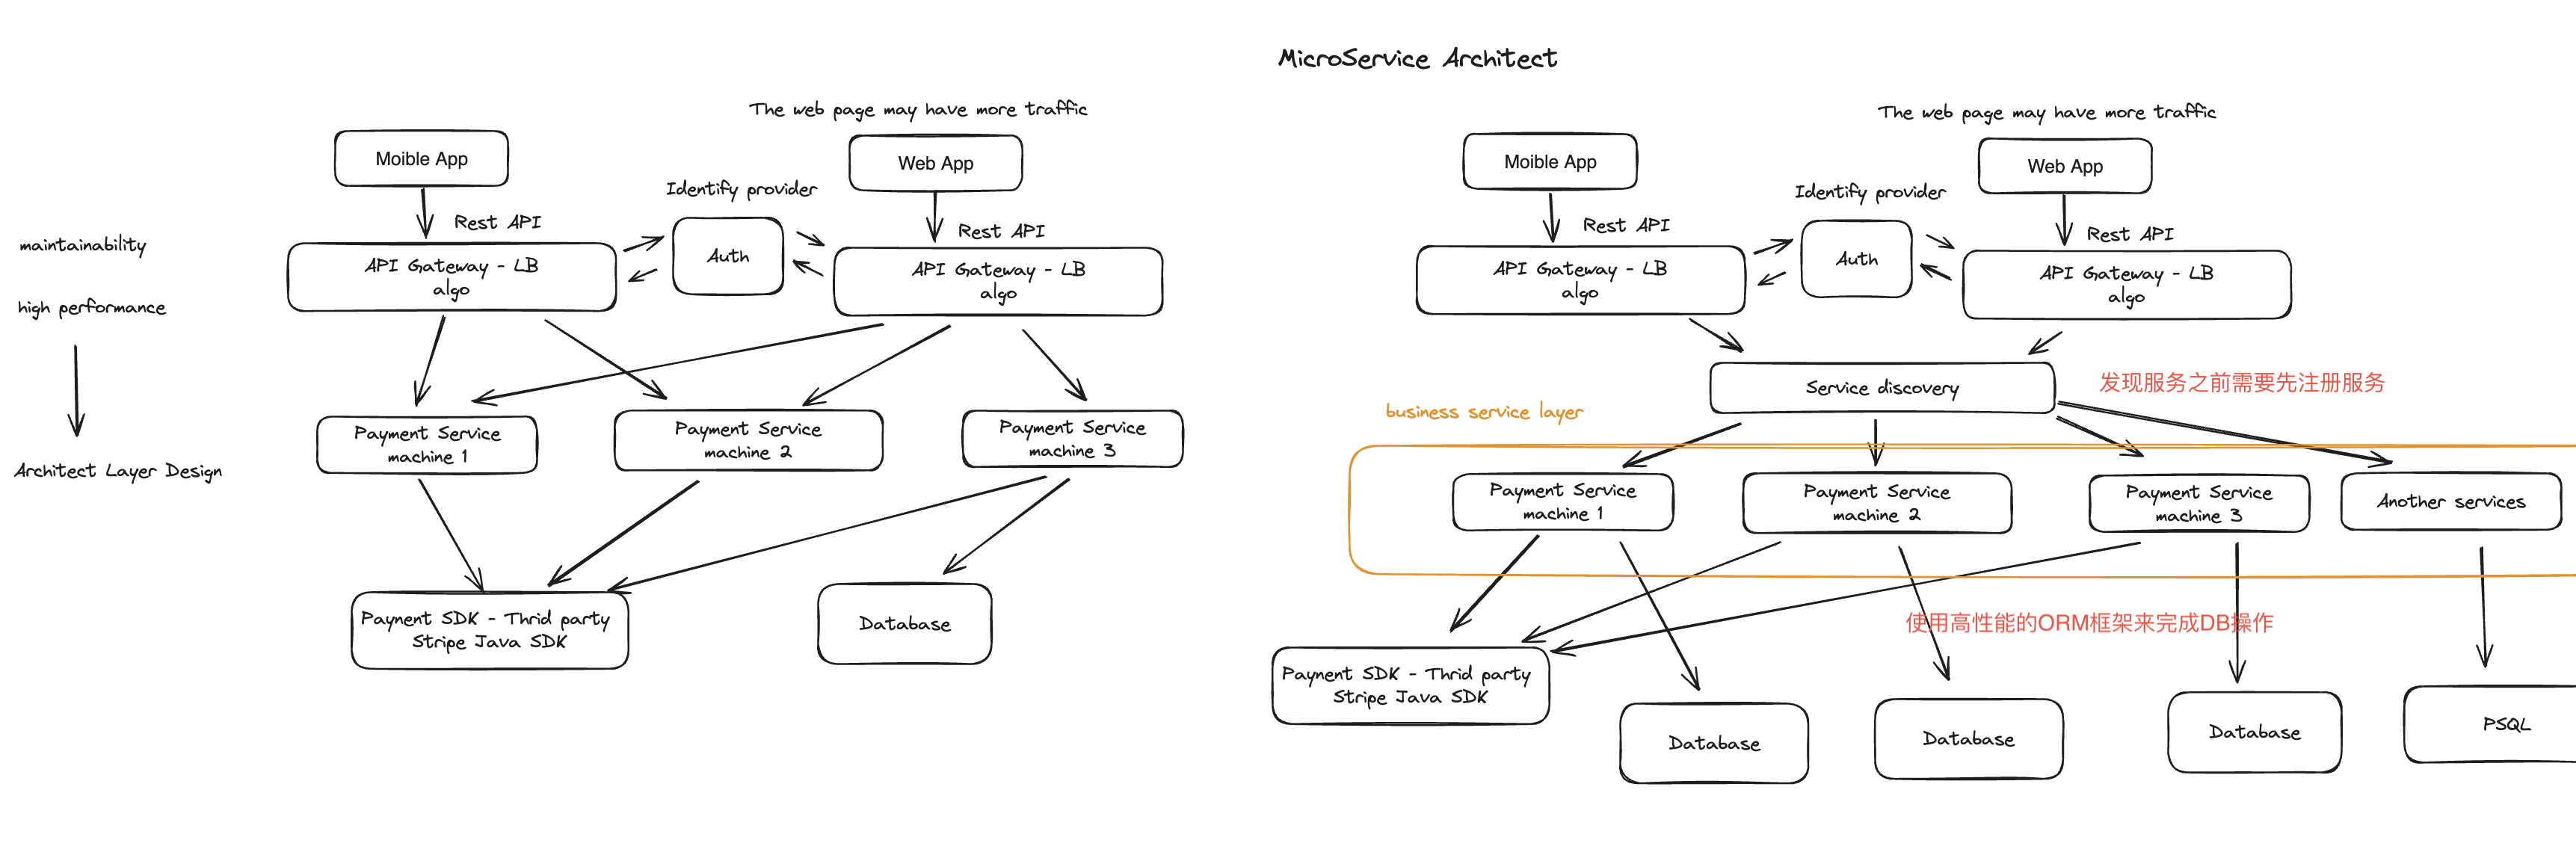 maintainability
high performance
Architect Layer Design
The web page may have more traffic
Moible App
Web App
Identify provider
Rest API
Auth
Rest API
API Gateway - LB
algo
API Gateway - LB
algo
Payment Service
machine 1
Payment Service
machine 2
Payment Service
machine 3
Payment SDK - Thrid party
Stripe Java SDK
Database
MicroService Architect
The web page may have more traffic
Moible App
Web App
Identify provider
Rest API
Auth
Rest API
API Gateway - LB
algo
API Gateway - LB
algo
Service discovery
发现服务之前需要先注册服务
business service layer
Payment Service
machine 1
Payment Service
machine 2
Payment Service
machine 3
Another services
使用高性能的ORM框架来完成DB操作
Payment SDK - Thrid party
Stripe Java SDK
Database
Database
Database
PSQL